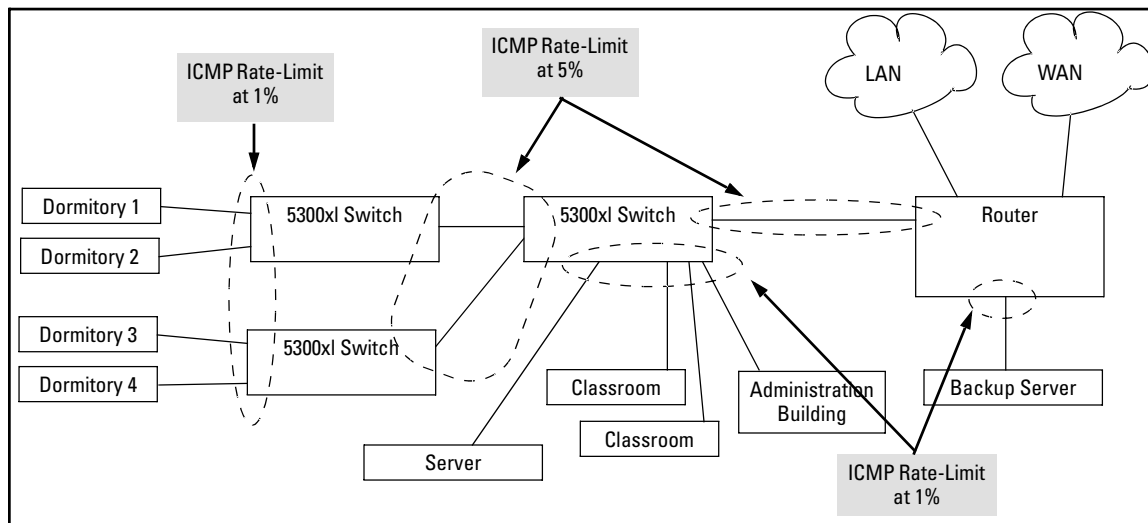 ICMP Rate-Limit
at 1%
ICMP Rate-Limit
at 5%
LAN
WAN
Dormitory 1
Dormitory 2
5300xl Switch
5300xl Switch
Router
Dormitory 3
Dormitory 4
5300xl Switch
Classroom
Administration
Building
Backup Server
Classroom
Server
ICMP Rate-Limit
at 1%